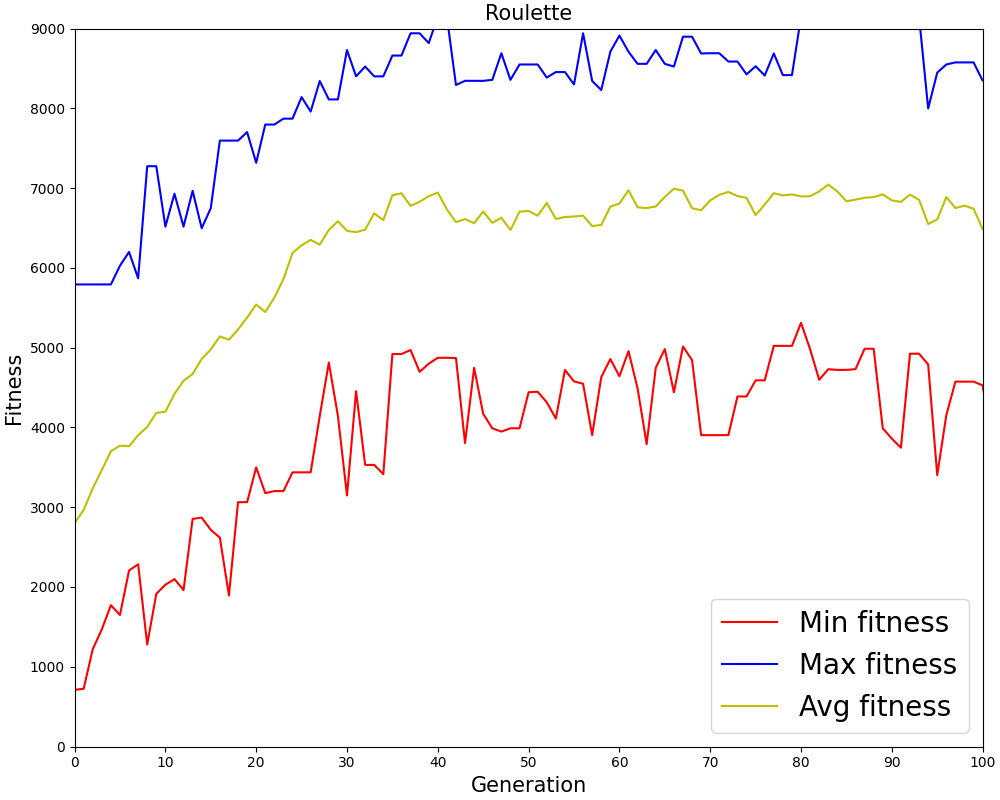 Roulette
9000
8000
7000
6000
5000
4000
3000
2000
1000
0
Fitness
0 10 20 30 40 50 60 70 80 90 100
Generation
Min fitness
Max fitness
Avg fitness